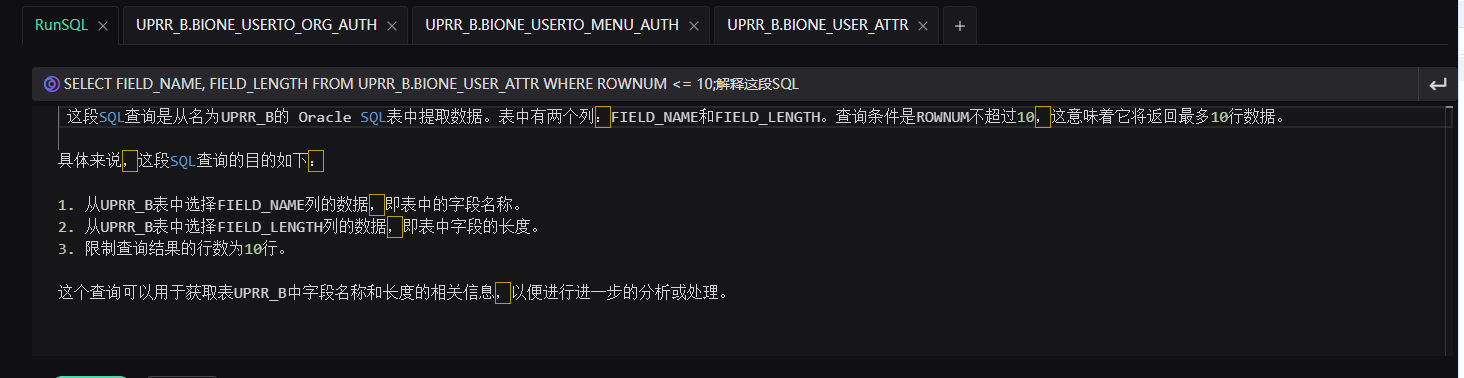 RunSQL × UPRR_B.BIONE_USERTO_ORG_AUTH × UPRR_B.BIONE_USERTO_MENU_AUTH × UPRR_B.BIONE_USER_ATTR × +
SELECT FIELD_NAME, FIELD_LENGTH FROM UPRR_B.BIONE_USER_ATTR WHERE ROWNUM <= 10;解释这段SQL
这段SQL查询是从名为UPRR_B的 Oracle SQL表中提取数据。表中有两个列：FIELD_NAME和FIELD_LENGTH。查询条件是ROWNUM不超过10，这意味着它将返回最多10行数据。
具体来说，这段SQL查询的目的如下：
1. 从UPRR_B表中选择FIELD_NAME列的数据，即表中的字段名称。
2. 从UPRR_B表中选择FIELD_LENGTH列的数据，即表中字段的长度。
3. 限制查询结果的行数为10行。
这个查询可以用于获取表UPRR_B中字段名称和长度的相关信息，以便进行进一步的分析或处理。